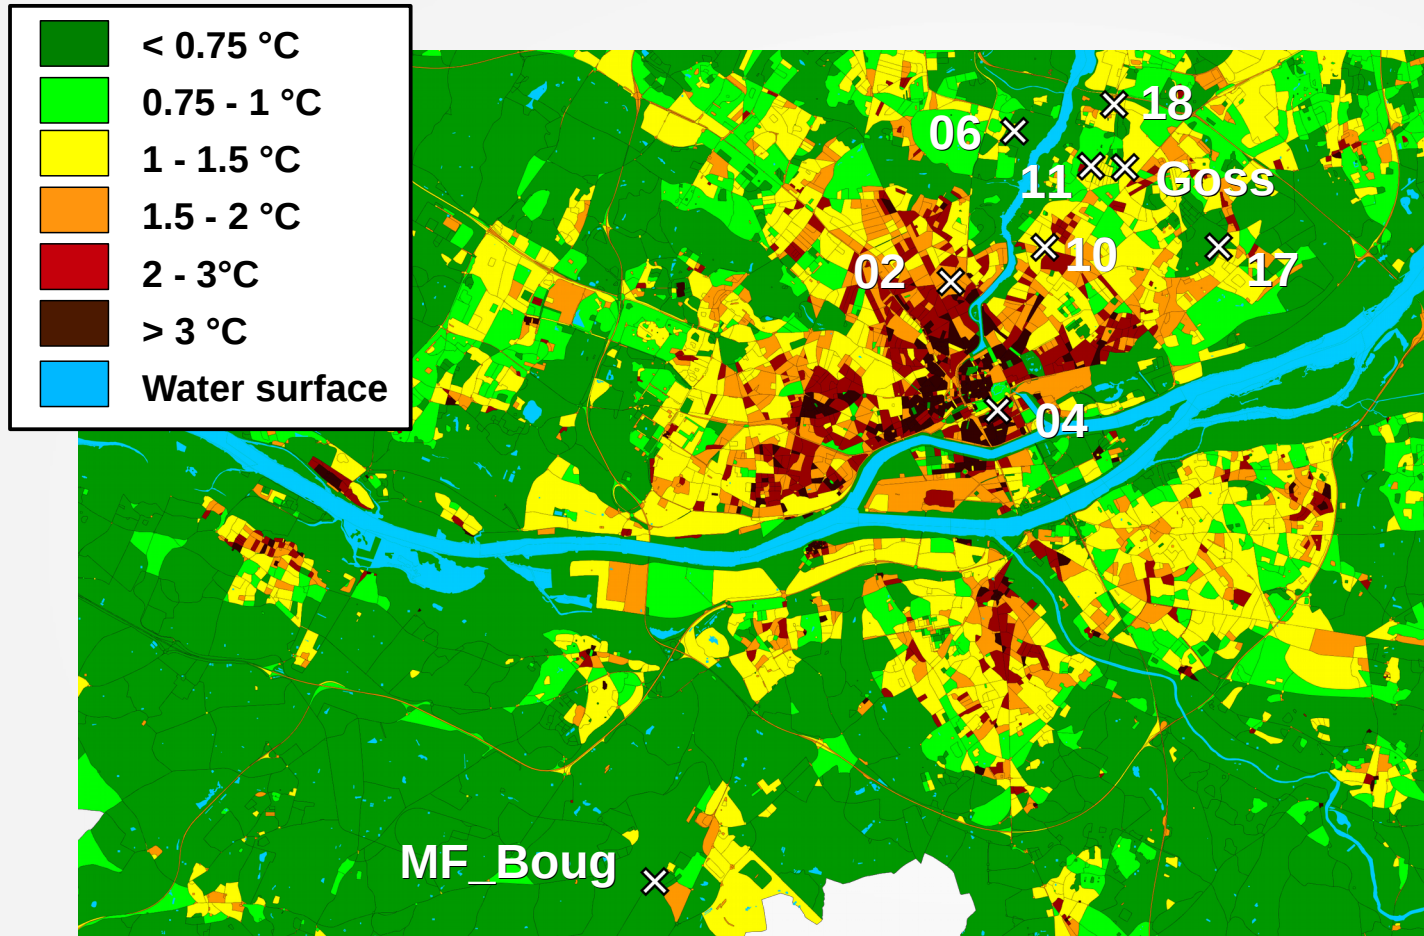 < 0.75 °C
0.75 - 1 °C
1 - 1.5 °C
1.5 - 2 °C
2 - 3°C
> 3 °C
Water surface
18
06
11
Goss
10
17
02
04
MF_Boug